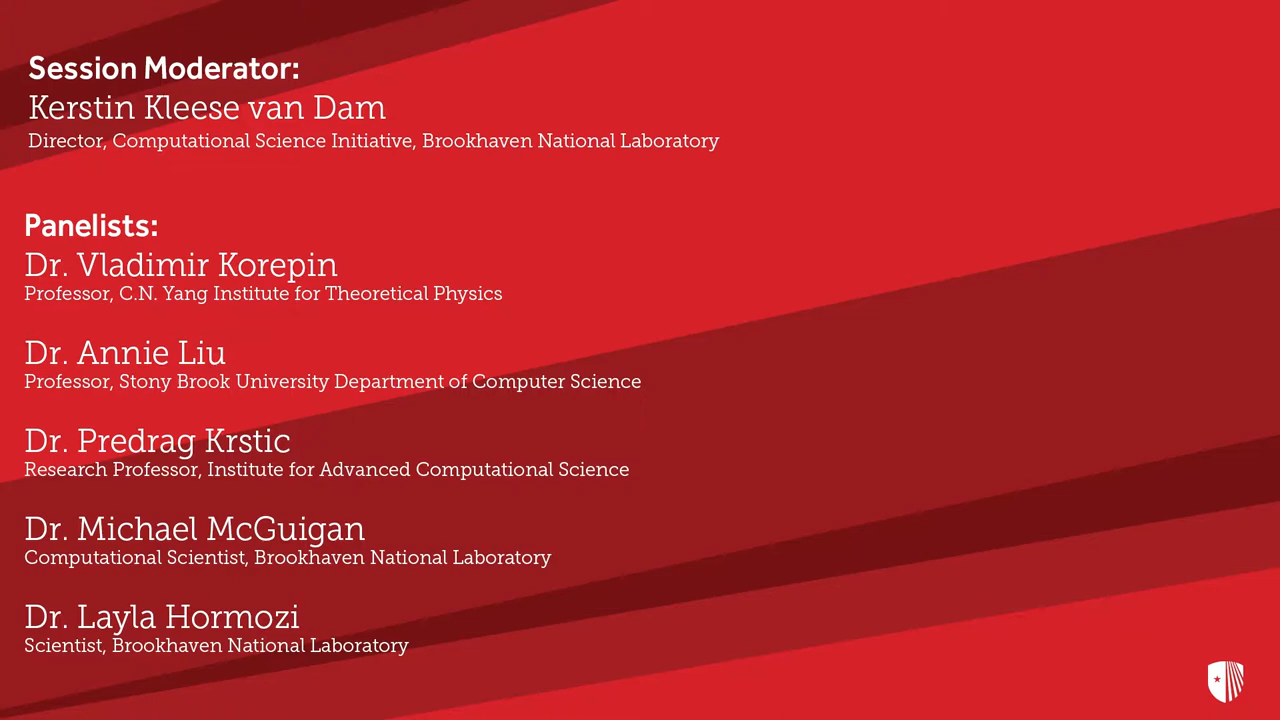 Session Moderator:
Kerstin Kleese van Dam
Director, Computational Science Initiative, Brookhaven National Laboratory
Panelists:
Dr. Vladimir Korepin
Professor, C.N. Yang Institute for Theoretical Physics
Dr. Annie Liu
Professor, Stony Brook University Department of Computer Science
Dr. Predrag Krstic
Research Professor, Institute for Advanced Computational Science
Dr. Michael McGuigan
Computational Scientist, Brookhaven National Laboratory
Dr. Layla Hormozi
Scientist, Brookhaven National Laboratory